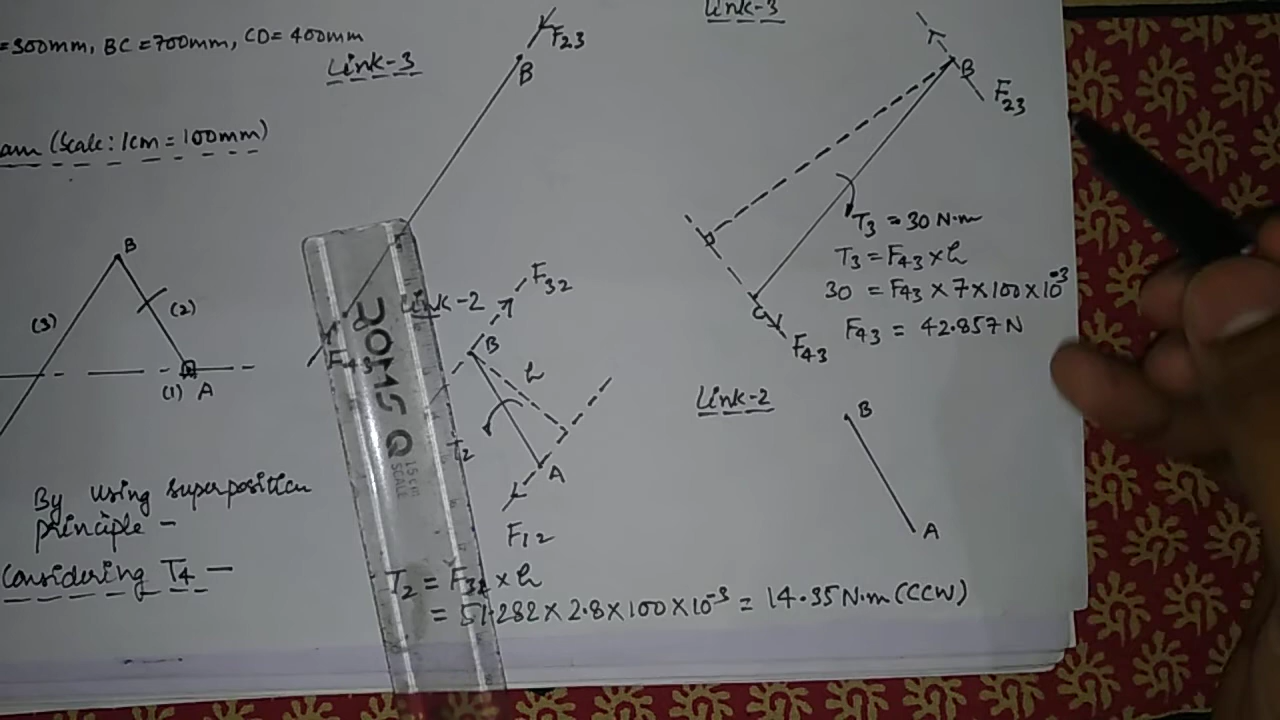 =300mm, BC=700mm, CD=400mm
(Scale: 1cm = 100mm)
B
(3)
(2)
(1) A
By using superposition
principle -
Considering T4 -
Link-3
F23
B
F43
Link-2
F32
B
h
T2
A
F12
T2 = F32 × h
= 51.282 × 2.8 × 100 × 10-3 = 14.35 N.m (CCW)
Link-3
B
F23
T3 = 30 N.m
T3 = F43 × h
30 = F43 × 7 × 100 × 10-3
F43 = 42.857 N
C
F43
Link-2
B
A
30MS Q
15cm
SCALE